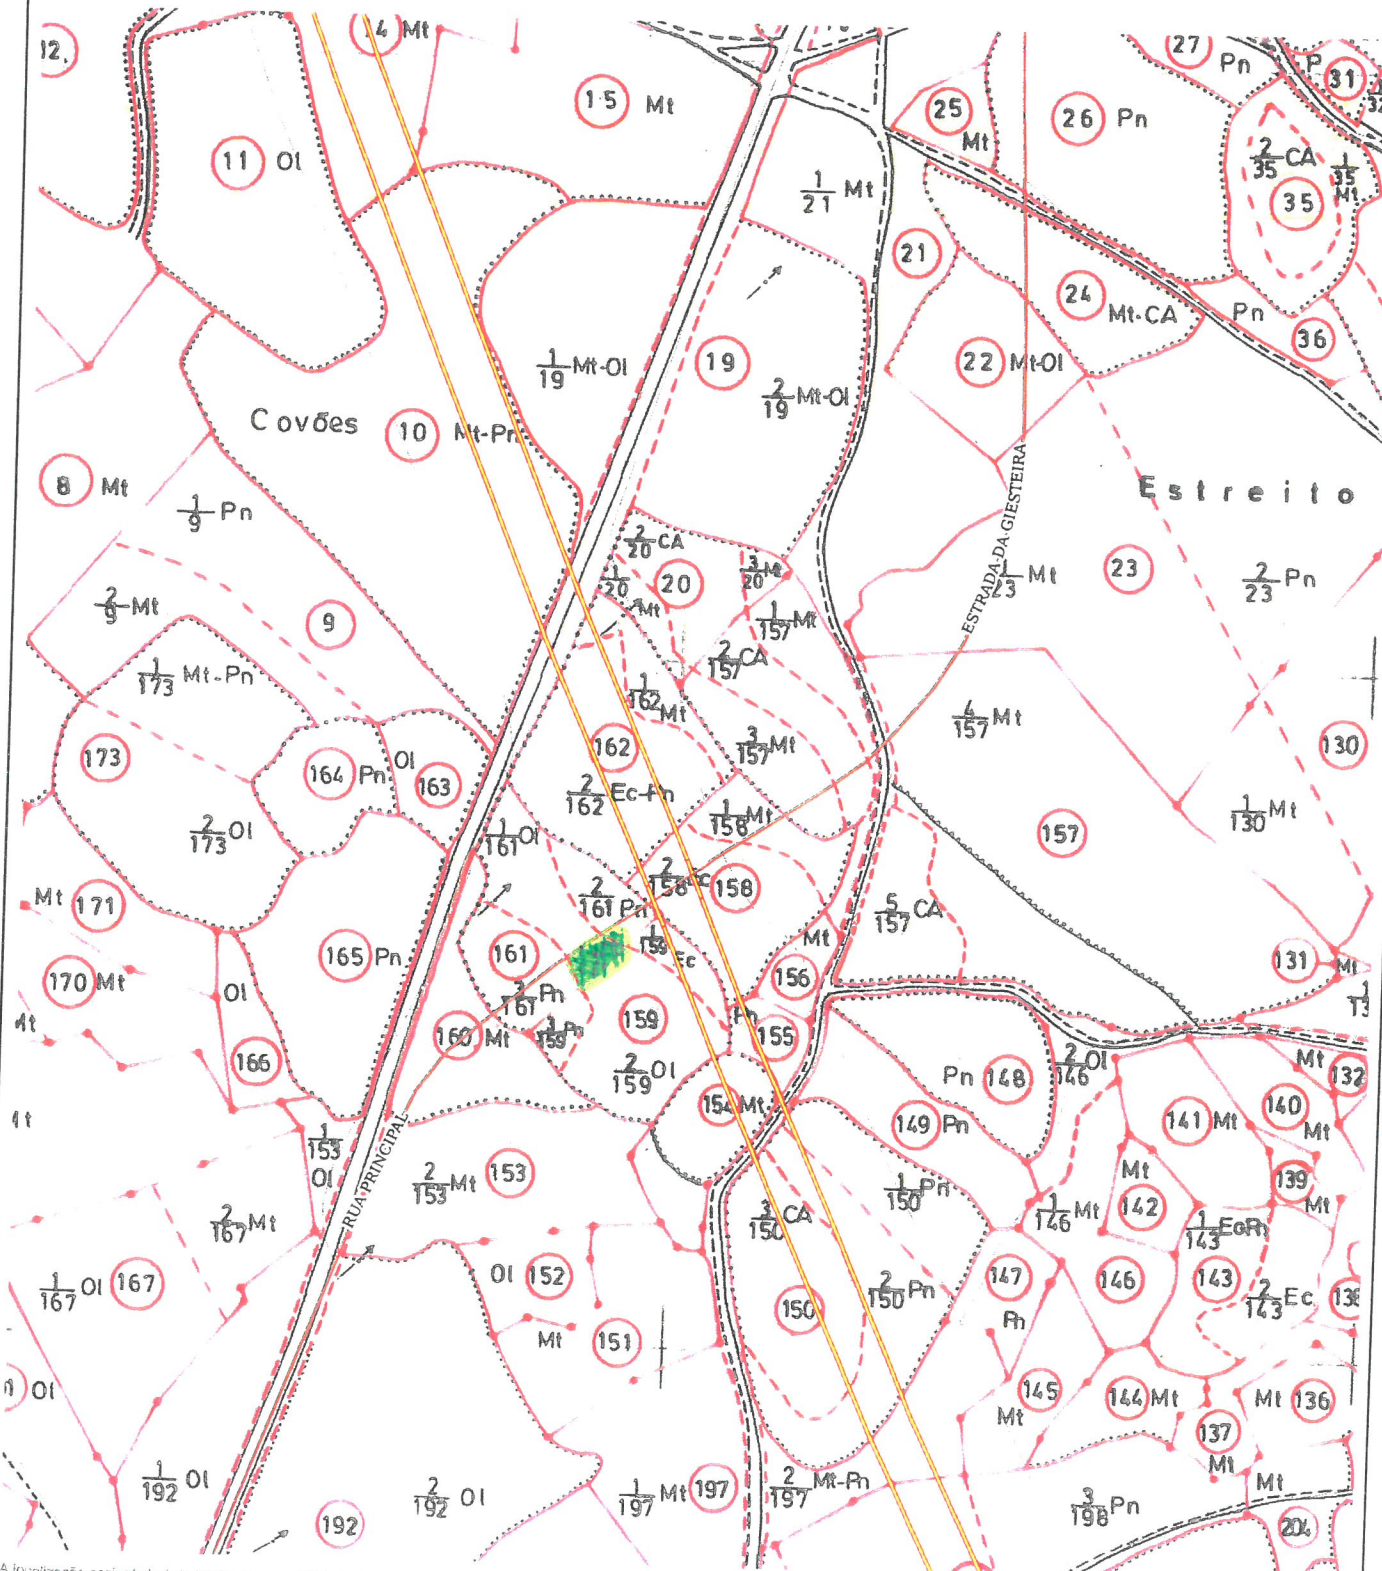 12
11 Ol
Mt
15 Mt
25
Mt
26 Pn
27
Pn
31
2/35 CA
1/35
Mt
35
1/21 Mt
21
24
Mt-CA
Pn
36
22 Mt-Ol
1/19 Mt-Ol
19
2/19 Mt-Ol
Covões
10 Mt-Pn
8 Mt
1/9 Pn
2/9 Mt
9
Estreito
ESTRADA DA GIESTEIRA
1/23 Mt
23
2/23 Pn
2/20 CA
1/20
Mt
20
3/20 Mt
1/157 Mt
2/157 CA
1/173 Mt-Pn
173
164 Pn
Ol
163
2/173 Ol
1/162 Mt
162
2/162 Ec-Pn
3/157 Mt
4/157 Mt
157
130
1/130 Mt
1/158 Mt
2/158 Ec
158
1/161 Ol
2/161 Pn
161
3/161 Pn
1/159 Ec
159
2/159 Ol
3/159 Pn
160 Mt
5/157 CA
Mt
156
Pn
155
154 Mt
Mt 171
170 Mt
165 Pn
Ol
166
131 Mt
Pn 148
2/146 Ol
149 Pn
141 Mt
140
Mt
Mt
132
139
Mt
1/153
Ol
RUA PRINCIPAL
2/153 Mt
153
2/167 Mt
1/167 Ol
167
1/150 Pn
3/150 CA
2/150 Pn
150
1/146 Mt
Mt
142
1/143 EcPn
143
146
147
Pn
2/143 Ec
Ol 152
Mt
151
145
Mt
144 Mt
137
Mt
Mt 136
Mt
Ol
1/192 Ol
2/192 Ol
192
1/197 Mt
197
2/197 Mt-Pn
3/198 Pn
204